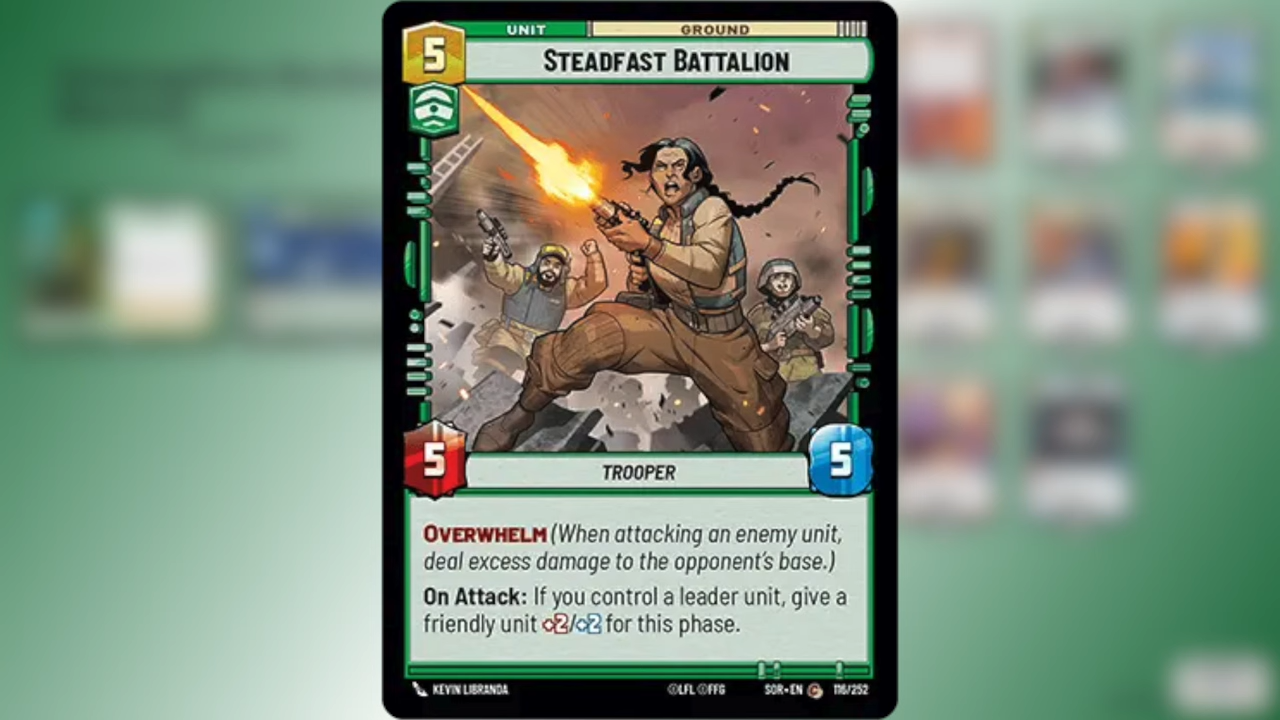 UNIT
GROUND
5
STEADFAST BATTALION
5
TROOPER
5
OVERWHELM (When attacking an enemy unit,
deal excess damage to the opponent's base.)
On Attack: If you control a leader unit, give a
friendly unit +2/+2 for this phase.
KEVIN LIBRANDA
©LFL ©FFG
SOR•EN C 116/252